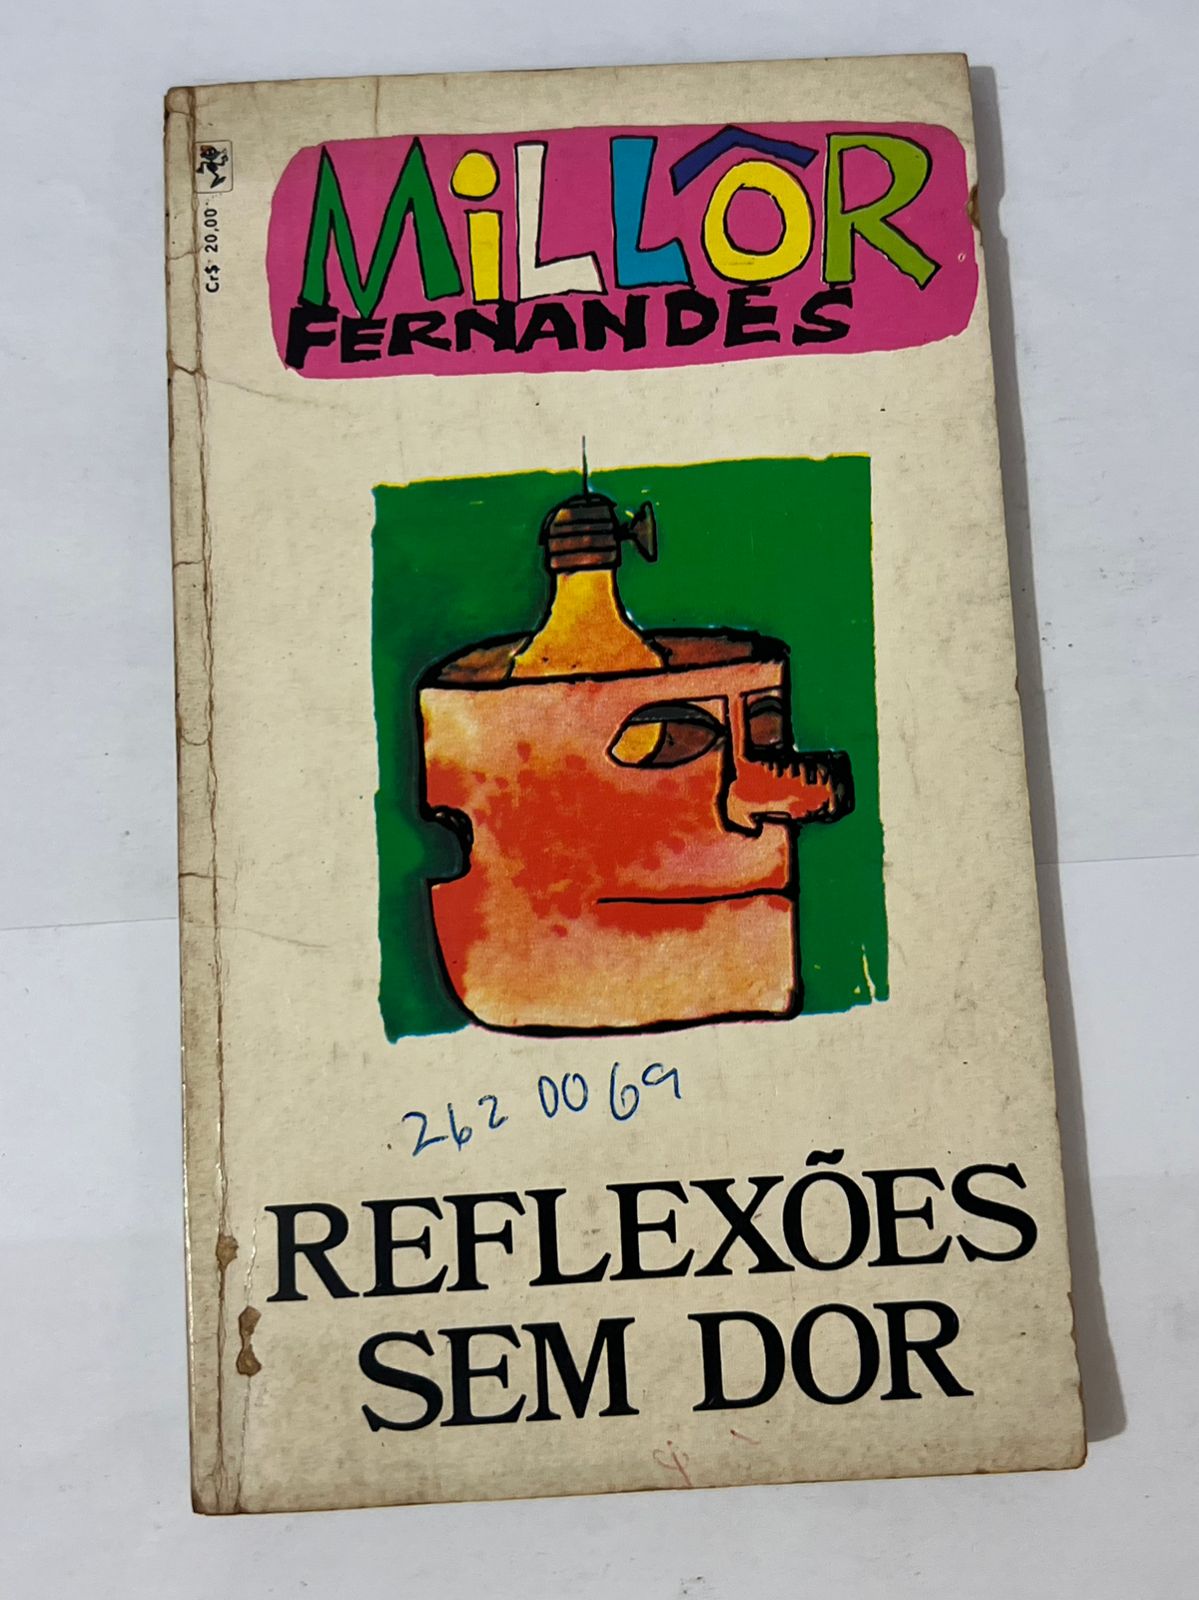 Cr$ 20,00
MiLLÔR
FERNANDES
262 00 69
REFLEXÕES
SEM DOR